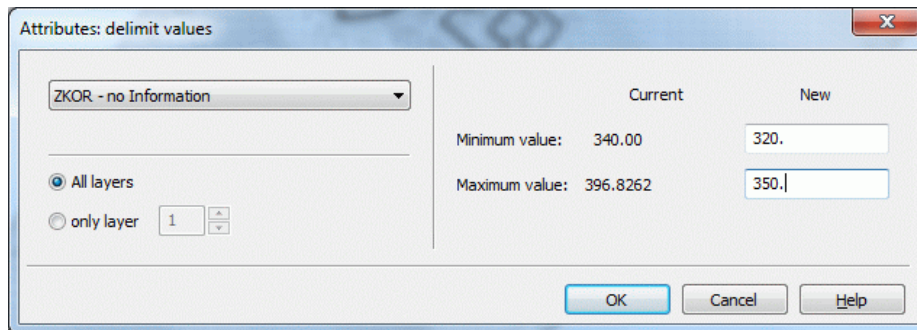 Attributes: delimit values
ZKOR - no Information
All layers
only layer 1
Current New
Minimum value: 340.00 320.
Maximum value: 396.8262 350.
OK Cancel Help